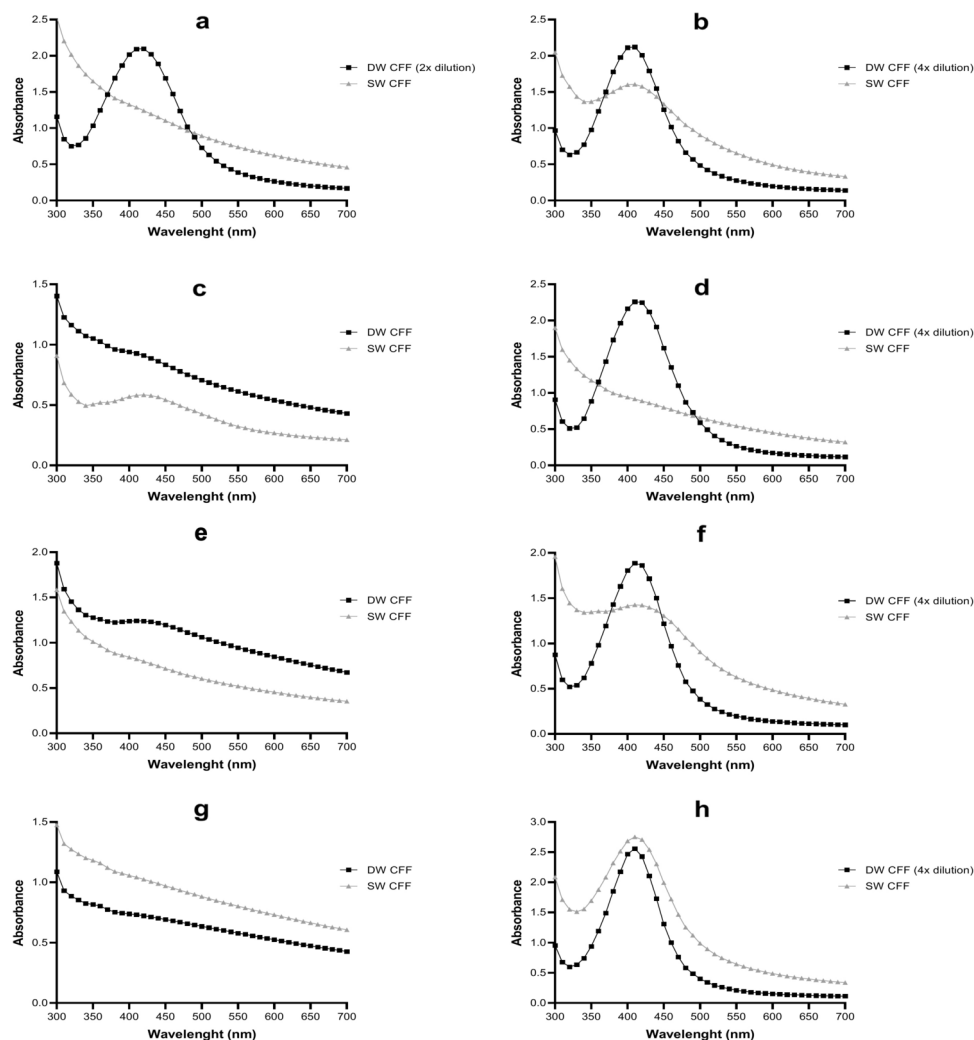 a
2.5
2.0
1.5
1.0
0.5
0.0
Absorbance
300 350 400 450 500 550 600 650 700
Wavelenght (nm)
DW CFF (2x dilution)
SW CFF
b
2.5
2.0
1.5
1.0
0.5
0.0
Absorbance
300 350 400 450 500 550 600 650 700
Wavelenght (nm)
DW CFF (4x dilution)
SW CFF
c
1.5
1.0
0.5
0.0
Absorbance
300 350 400 450 500 550 600 650 700
Wavelenght (nm)
DW CFF
SW CFF
d
2.5
2.0
1.5
1.0
0.5
0.0
Absorbance
300 350 400 450 500 550 600 650 700
Wavelenght (nm)
DW CFF (4x dilution)
SW CFF
e
2.0
1.5
1.0
0.5
0.0
Absorbance
300 350 400 450 500 550 600 650 700
Wavelenght (nm)
DW CFF
SW CFF
f
2.0
1.5
1.0
0.5
0.0
Absorbance
300 350 400 450 500 550 600 650 700
Wavelenght (nm)
DW CFF (4x dilution)
SW CFF
g
1.5
1.0
0.5
0.0
Absorbance
300 350 400 450 500 550 600 650 700
Wavelenght (nm)
DW CFF
SW CFF
h
3.0
2.5
2.0
1.5
1.0
0.5
0.0
Absorbance
300 350 400 450 500 550 600 650 700
Wavelenght (nm)
DW CFF (4x dilution)
SW CFF